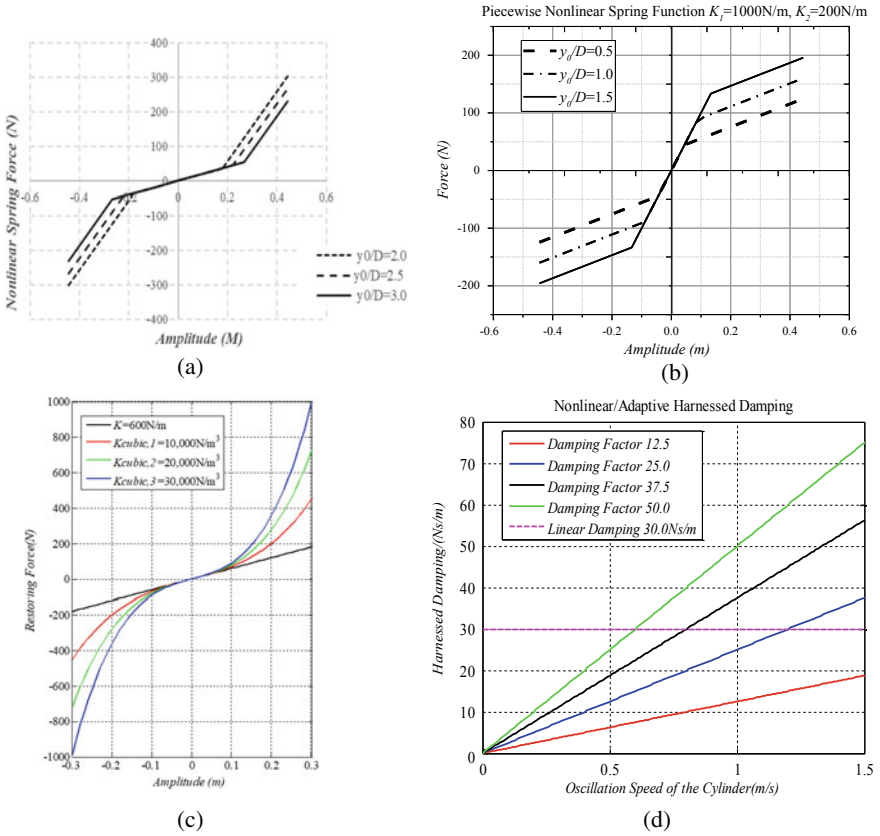 400
300
200
100
0
-100
-200
-300
-400
-0.6
-0.4
-0.2
0
0.2
0.4
0.6
Nonlinear Spring Force (N)
Amplitude (M)
y0/D=2.0
y0/D=2.5
y0/D=3.0
(a)
Piecewise Nonlinear Spring Function K1=1000N/m, K2=200N/m
y0/D=0.5
y0/D=1.0
y0/D=1.5
200
100
0
-100
-200
Force (N)
-0.6
-0.4
-0.2
0.0
0.2
0.4
0.6
Amplitude (m)
(b)
1000
800
600
400
200
0
-200
-400
-600
-800
-1000
Restoring Force(N)
K=600N/m
Kcubic,1=10,000N/m³
Kcubic,2=20,000N/m³
Kcubic,3=30,000N/m³
-0.3
-0.2
-0.1
0
0.1
0.2
0.3
Amplitude (m)
(c)
Nonlinear/Adaptive Harnessed Damping
80
70
60
50
40
30
20
10
0
Harnessed Damping/(Ns/m)
Damping Factor 12.5
Damping Factor 25.0
Damping Factor 37.5
Damping Factor 50.0
Linear Damping 30.0Ns/m
0
0.5
1
1.5
Oscillation Speed of the Cylinder(m/s)
(d)